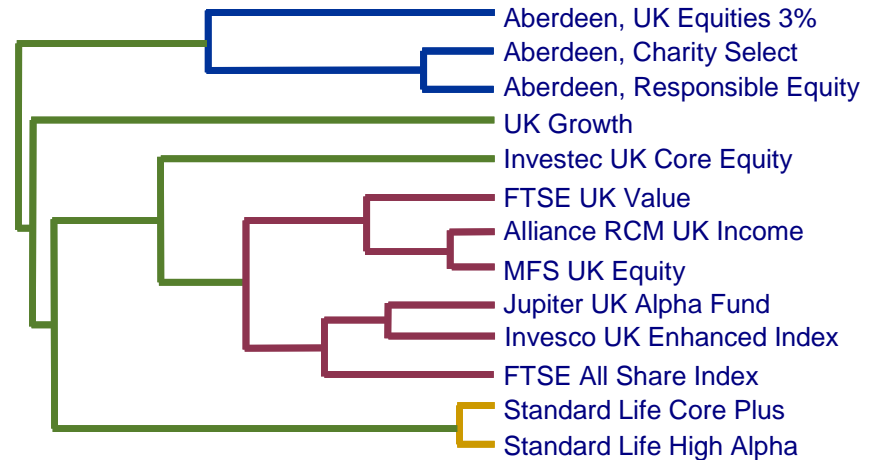 Aberdeen, UK Equities 3%
Aberdeen, Charity Select
Aberdeen, Responsible Equity
UK Growth
Investec UK Core Equity
FTSE UK Value
Alliance RCM UK Income
MFS UK Equity
Jupiter UK Alpha Fund
Invesco UK Enhanced Index
FTSE All Share Index
Standard Life Core Plus
Standard Life High Alpha